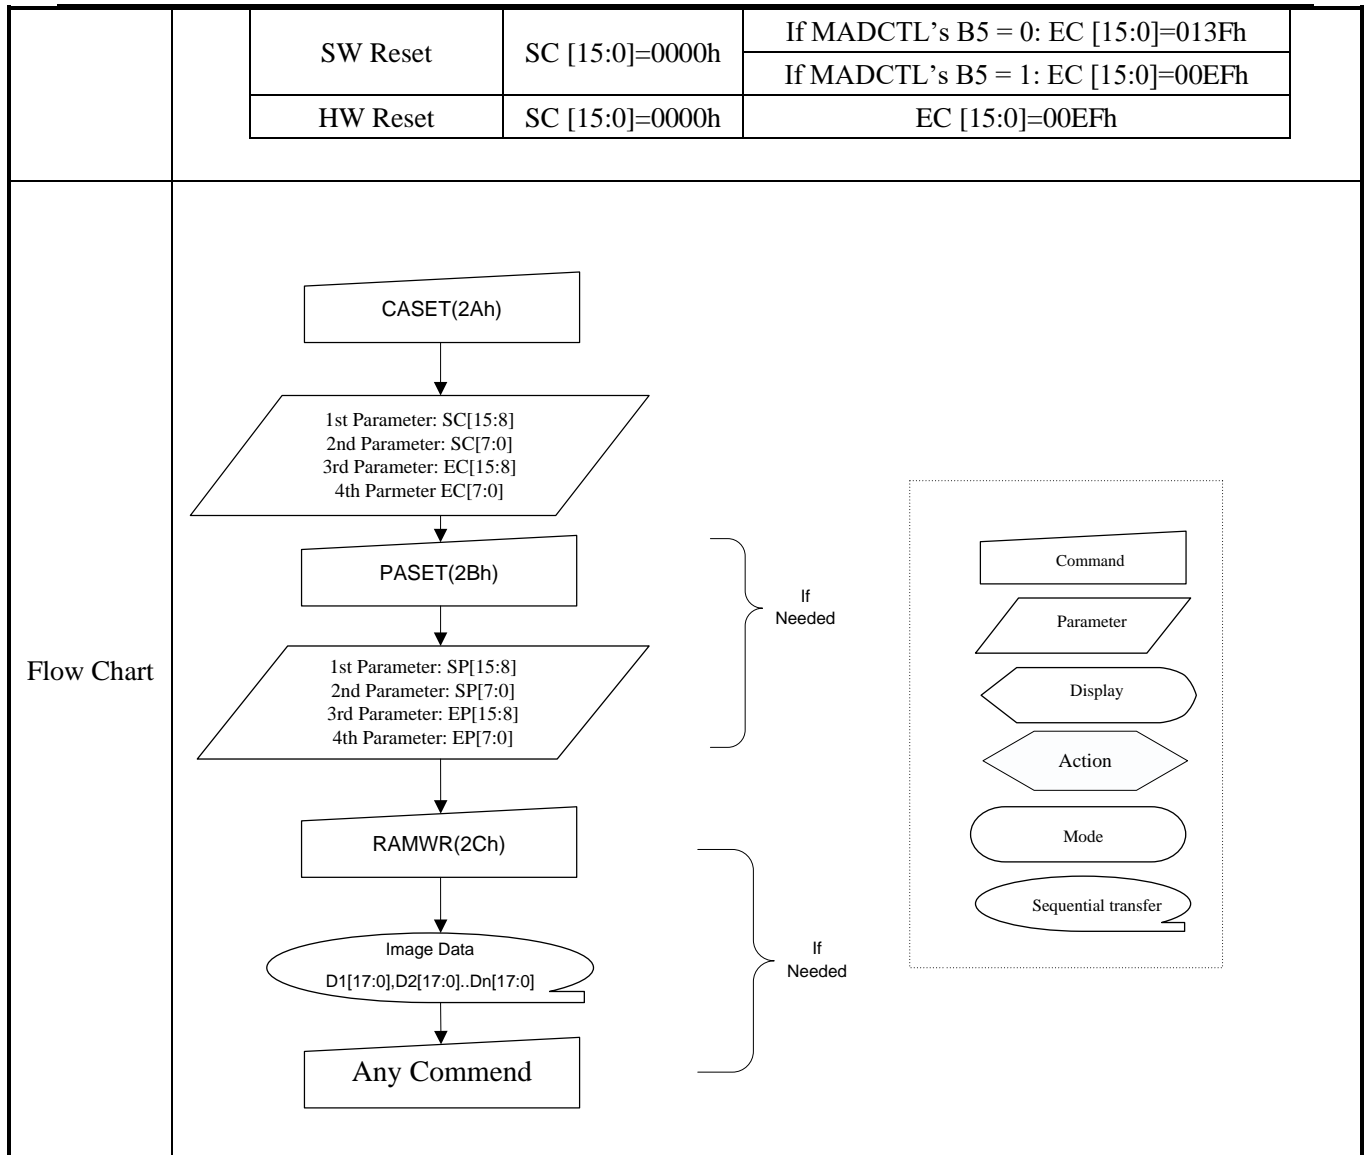 SW Reset
SC [15:0]=0000h
If MADCTL’s B5 = 0: EC [15:0]=013Fh
If MADCTL’s B5 = 1: EC [15:0]=00EFh
HW Reset
SC [15:0]=0000h
EC [15:0]=00EFh
Flow Chart
CASET(2Ah)
1st Parameter: SC[15:8]
2nd Parameter: SC[7:0]
3rd Parameter: EC[15:8]
4th Parmeter EC[7:0]
PASET(2Bh)
1st Parameter: SP[15:8]
2nd Parameter: SP[7:0]
3rd Parameter: EP[15:8]
4th Parameter: EP[7:0]
If
Needed
RAMWR(2Ch)
Image Data
D1[17:0],D2[17:0]..Dn[17:0]
Any Commend
If
Needed
Command
Parameter
Display
Action
Mode
Sequential transfer